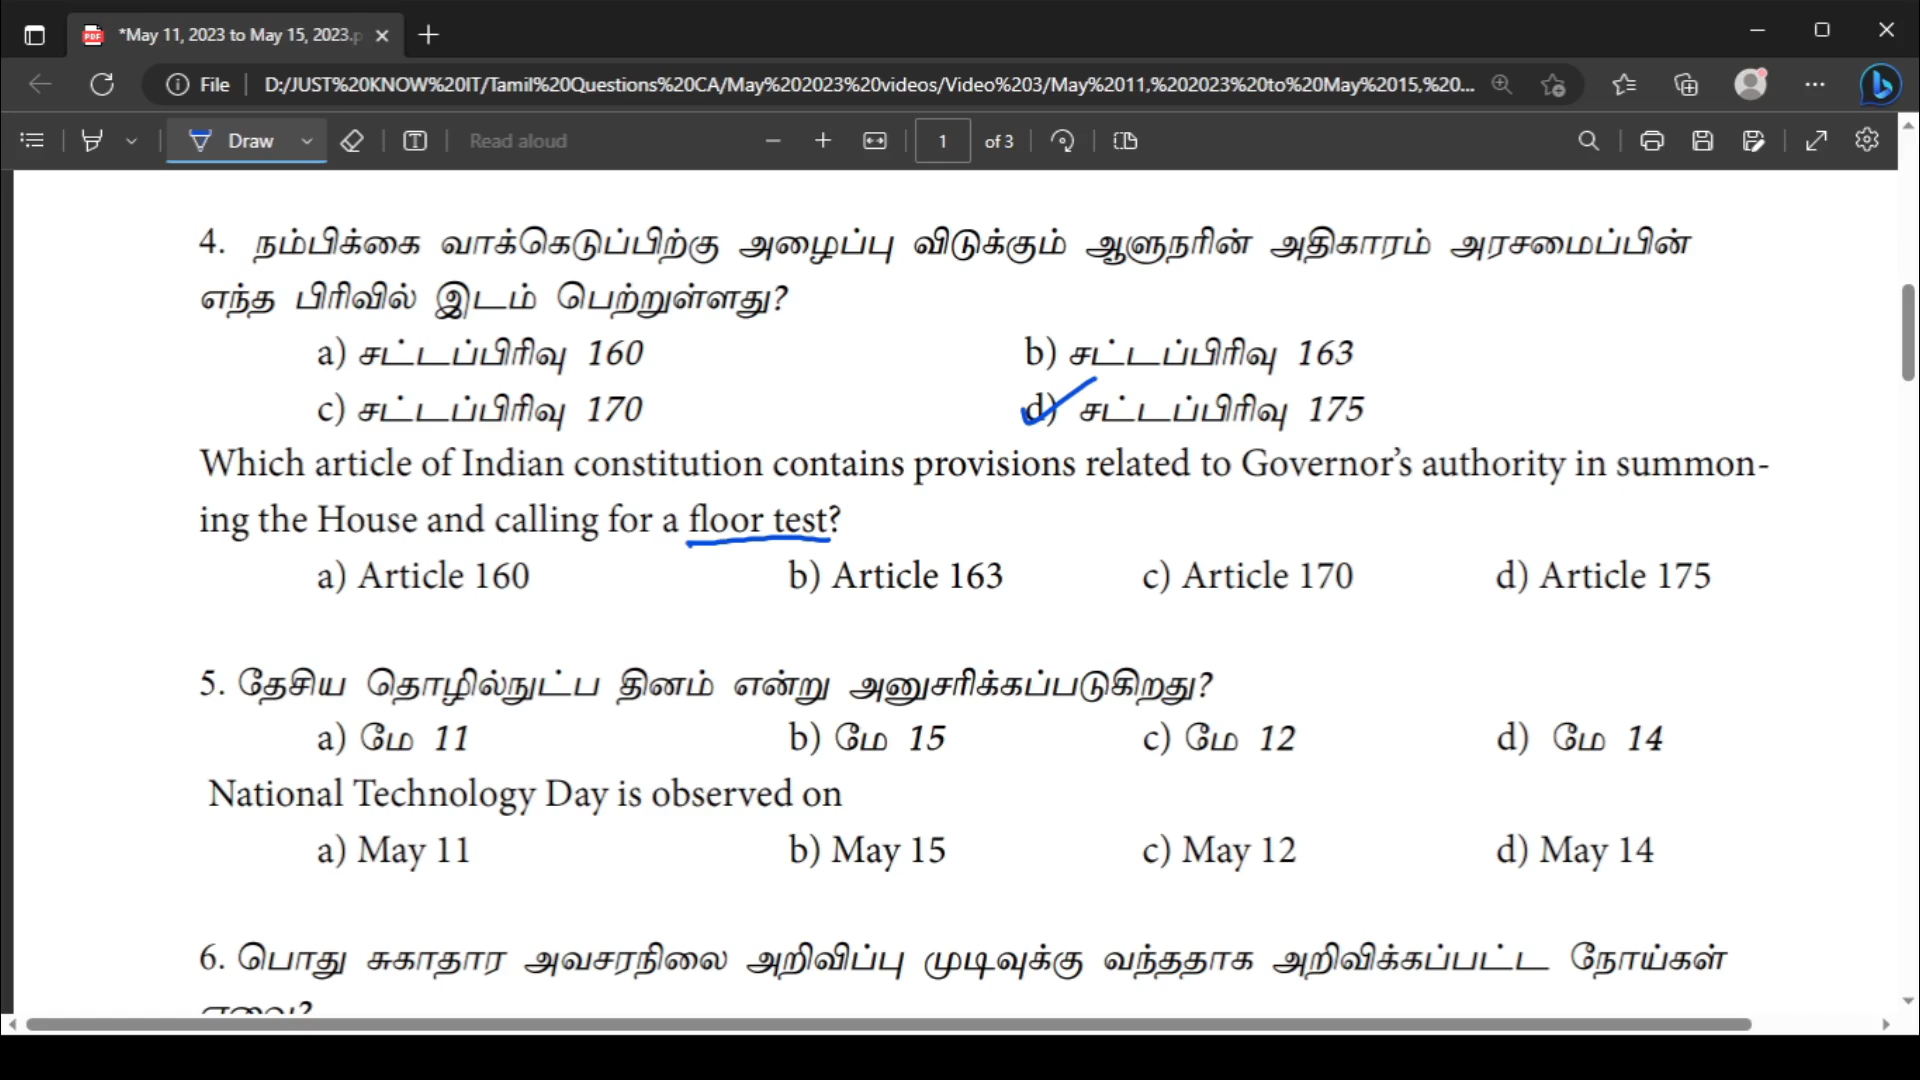 *May 11, 2023 to May 15, 2023.p
File D:/JUST%20KNOW%20IT/Tamil%20Questions%20CA/May%202023%20videos/Video%203/May%2011,%202023%20to%20May%2015,%20...
Draw Read aloud 1 of 3
4. நம்பிக்கை வாக்கெடுப்பிற்கு அழைப்பு விடுக்கும் ஆளுநரின் அதிகாரம் அரசமைப்பின்
எந்த பிரிவில் இடம் பெற்றுள்ளது?
a) சட்டப்பிரிவு 160 b) சட்டப்பிரிவு 163
c) சட்டப்பிரிவு 170 d) சட்டப்பிரிவு 175
Which article of Indian constitution contains provisions related to Governor’s authority in summon-
ing the House and calling for a floor test?
a) Article 160 b) Article 163 c) Article 170 d) Article 175
5. தேசிய தொழில்நுட்ப தினம் என்று அனுசரிக்கப்படுகிறது?
a) மே 11 b) மே 15 c) மே 12 d) மே 14
National Technology Day is observed on
a) May 11 b) May 15 c) May 12 d) May 14
6. பொது சுகாதார அவசரநிலை அறிவிப்பு முடிவுக்கு வந்ததாக அறிவிக்கப்பட்ட நோய்கள்